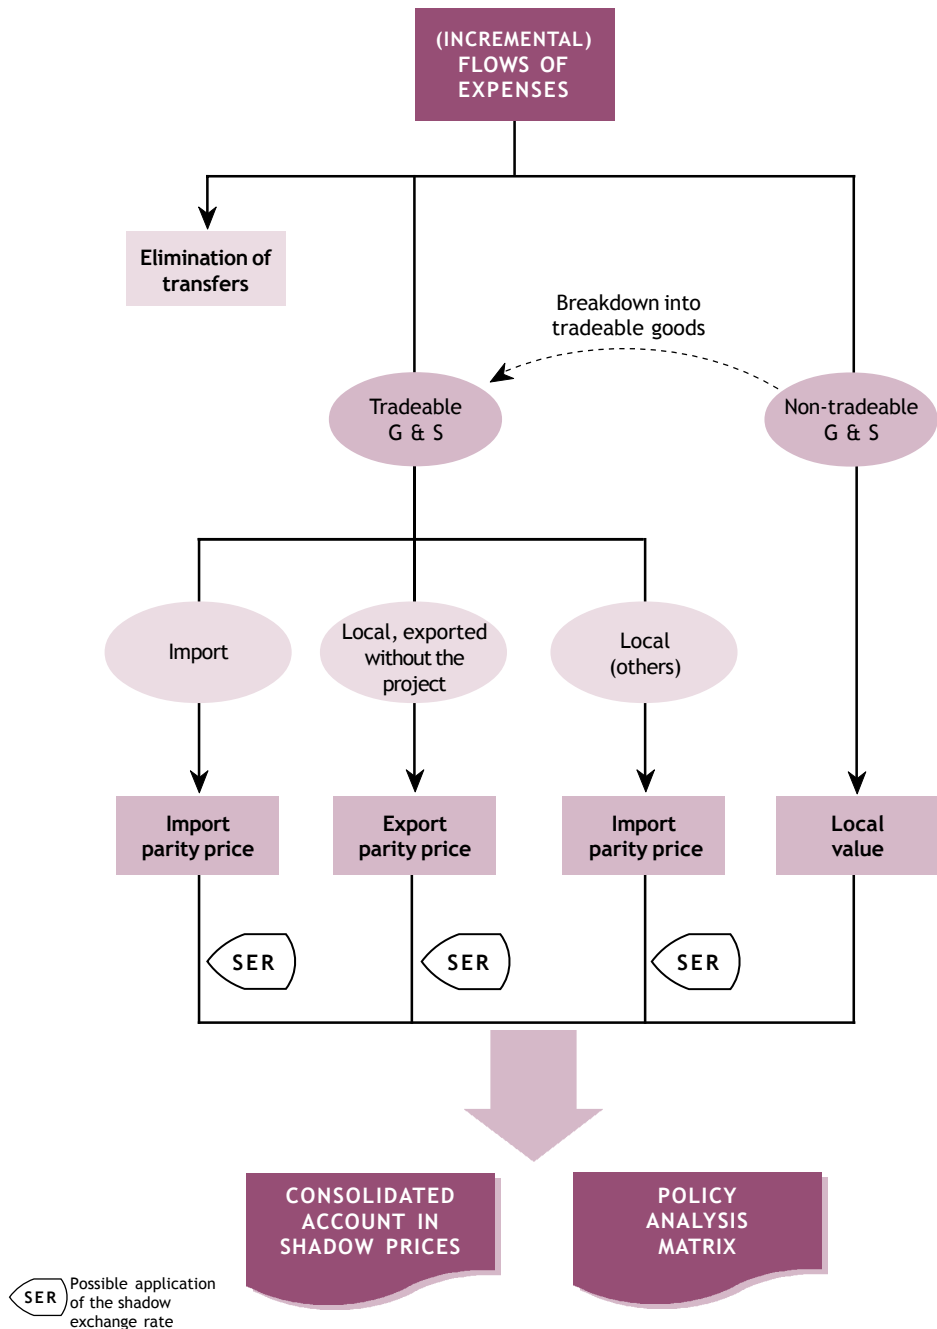 (INCREMENTAL)
FLOWS OF
EXPENSES
Elimination of
transfers
Breakdown into
tradeable goods
Tradeable
G & S
Non-tradeable
G & S
Import
Local, exported
without the
project
Local
(others)
Import
parity price
Export
parity price
Import
parity price
Local
value
SER
SER
SER
CONSOLIDATED
ACCOUNT IN
SHADOW PRICES
POLICY
ANALYSIS
MATRIX
SER
Possible application
of the shadow
exchange rate